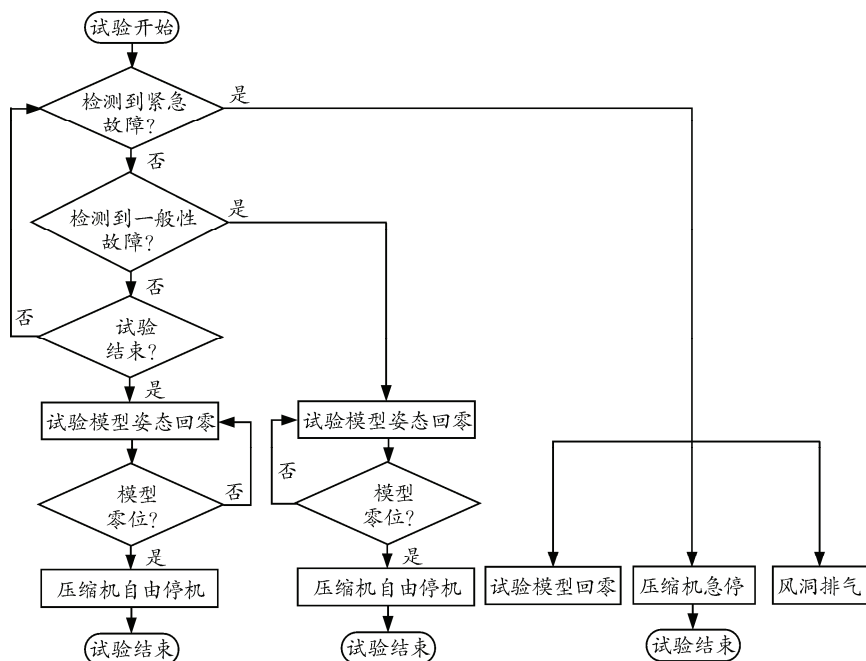 试验开始
检测到紧急
故障?
是
否
检测到一般性
故障?
是
否
否
试验
结束?
是
试验模型姿态回零
试验模型姿态回零
模型
零位?
否
否
模型
零位?
是
是
压缩机自由停机
压缩机自由停机
试验模型回零
压缩机急停
风洞排气
试验结束
试验结束
试验结束